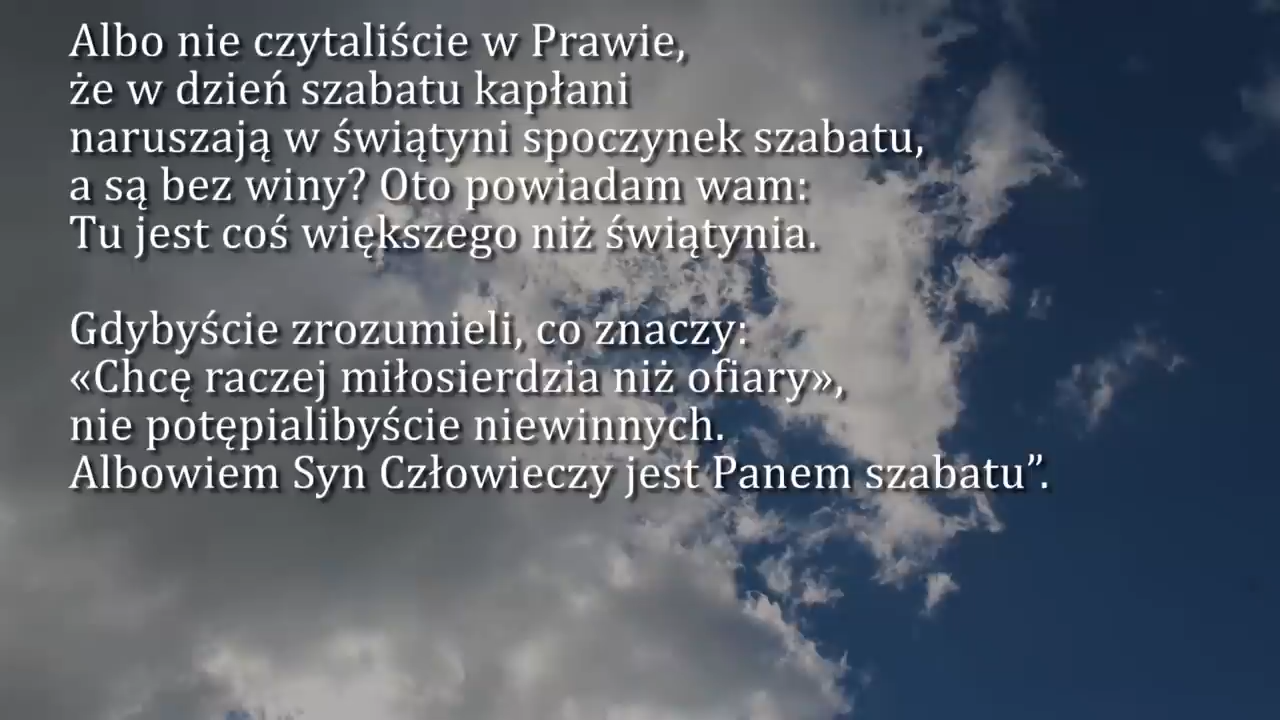 Albo nie czytaliście w Prawie,
że w dzień szabatu kapłani
naruszają w świątyni spoczynek szabatu,
a są bez winy? Oto powiadam wam:
Tu jest coś większego niż świątynia.
Gdybyście zrozumieli, co znaczy:
«Chcę raczej miłosierdzia niż ofiary»,
nie potępialibyście niewinnych.
Albowiem Syn Człowieczy jest Panem szabatu”.